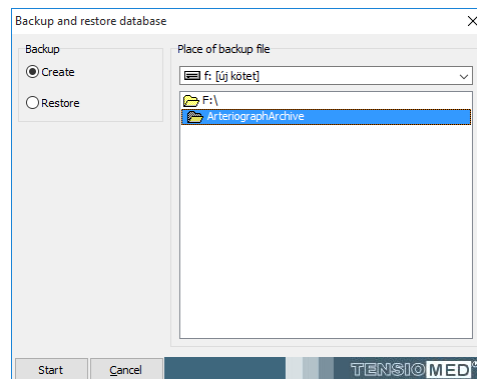 Backup and restore database
Backup
Create
Restore
Place of backup file
f: [új kötet]
F:\
ArteriographArchive
Start
Cancel
TENSIOMED®